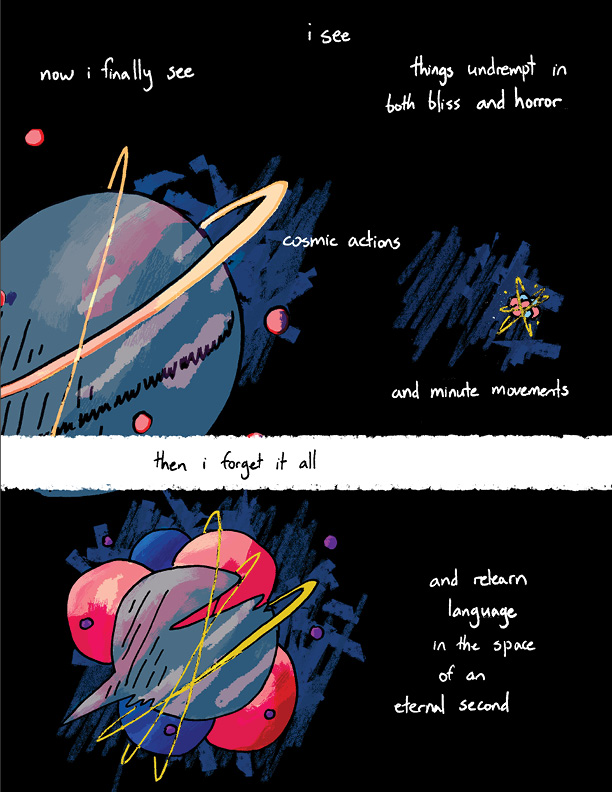 i see
now i finally see
things undrempt in
both bliss and horror
cosmic actions
and minute movements
then i forget it all
and relearn
language
in the space
of an
eternal second